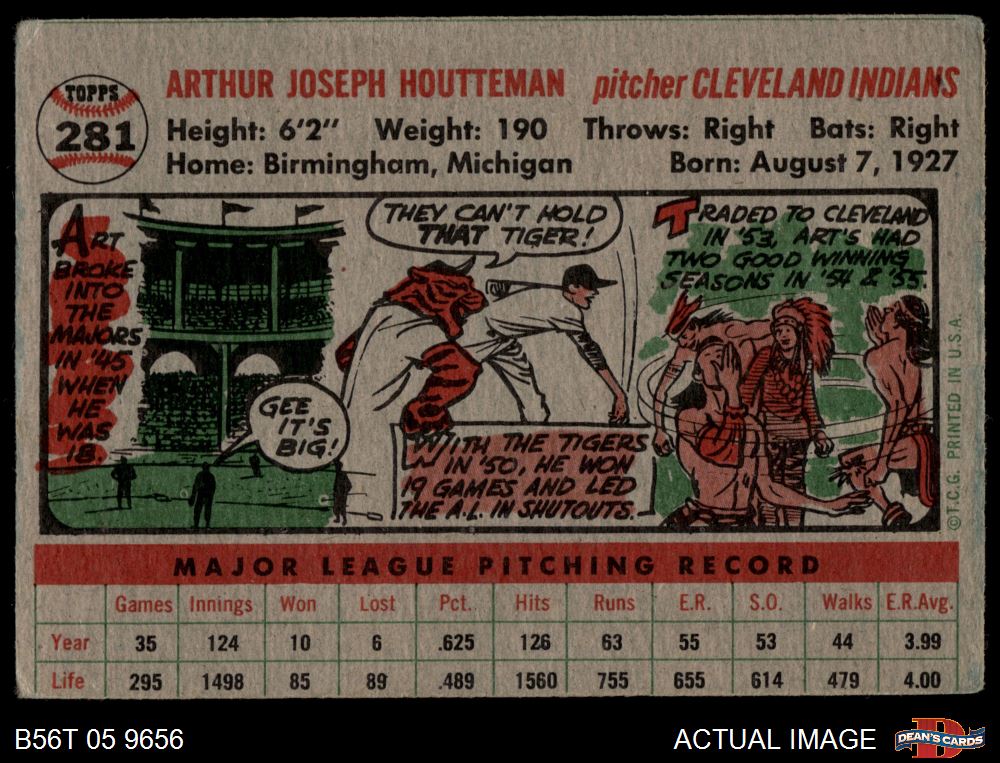 TOPPS
281
ARTHUR JOSEPH HOUTTEMAN pitcher CLEVELAND INDIANS
Height: 6'2" Weight: 190 Throws: Right Bats: Right
Home: Birmingham, Michigan Born: August 7, 1927
ART
BROKE
INTO
THE
MAJORS
IN '45
WHEN
HE
WAS
18.
GEE
IT'S
BIG!
THEY CAN'T HOLD
THAT TIGER!
WITH THE TIGERS
IN '50, HE WON
19 GAMES AND LED
THE A.L. IN SHUTOUTS.
TRADED TO CLEVELAND
IN '53, ART'S HAD
TWO GOOD WINNING
SEASONS IN '54 & '55.
© T.C.G. PRINTED IN U.S.A.
MAJOR LEAGUE PITCHING RECORD
Games Innings Won Lost Pct. Hits Runs E.R. S.O. Walks E.R.Avg.
Year 35 124 10 6 .625 126 63 55 53 44 3.99
Life 295 1498 85 89 .489 1560 755 655 614 479 4.00
B56T 05 9656 ACTUAL IMAGE DEAN'S CARDS